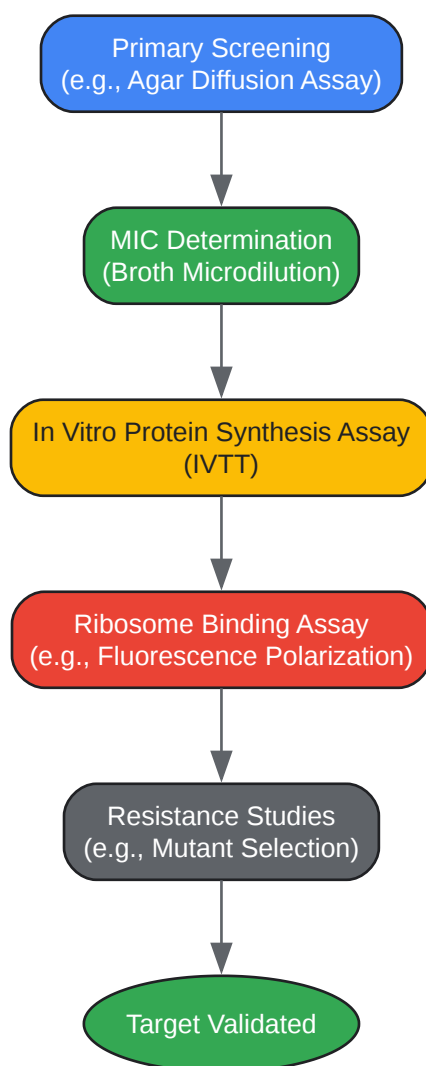 Primary Screening
(e.g., Agar Diffusion Assay)
MIC Determination
(Broth Microdilution)
In Vitro Protein Synthesis Assay
(IVTT)
Ribosome Binding Assay
(e.g., Fluorescence Polarization)
Resistance Studies
(e.g., Mutant Selection)
Target Validated